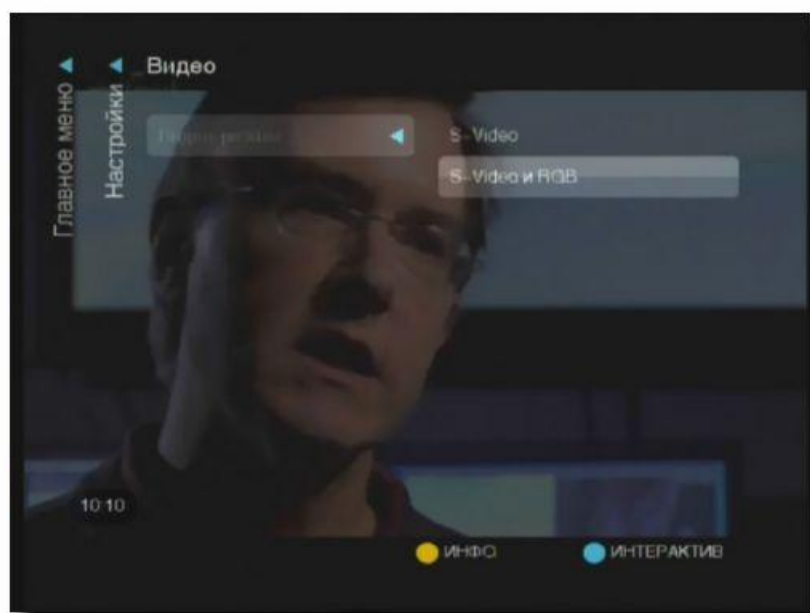 Главное меню
Настройки
Видео
S-Video
S-Video и RGB
10:10
ИНФО
ИНТЕРАКТИВ